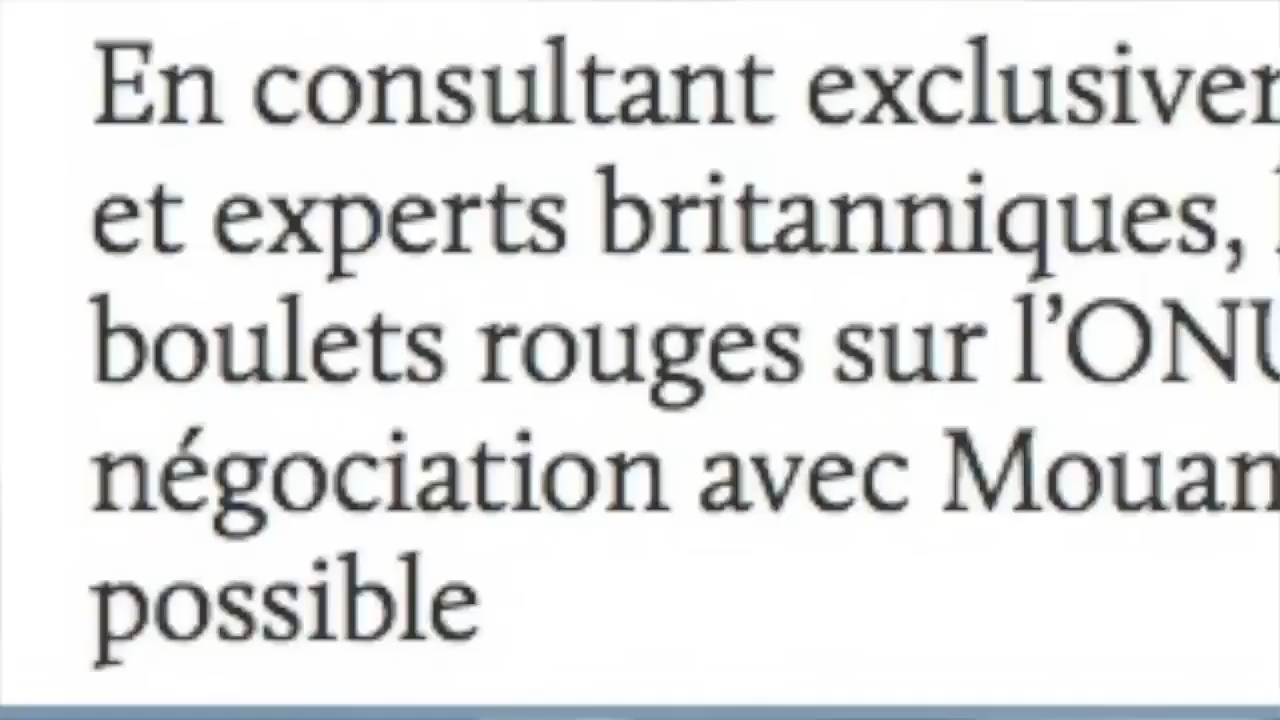 En consultant exclusiver
et experts britanniques,
boulets rouges sur l’ONU
négociation avec Mouan
possible